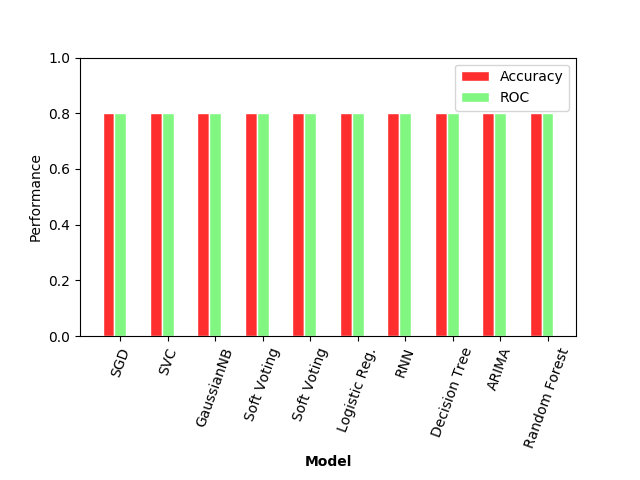 1.0
0.8
0.6
0.4
0.2
0.0
Performance
Accuracy
ROC
SGD
SVC
GaussianNB
Soft Voting
Soft Voting
Logistic Reg.
RNN
Decision Tree
ARIMA
Random Forest
Model